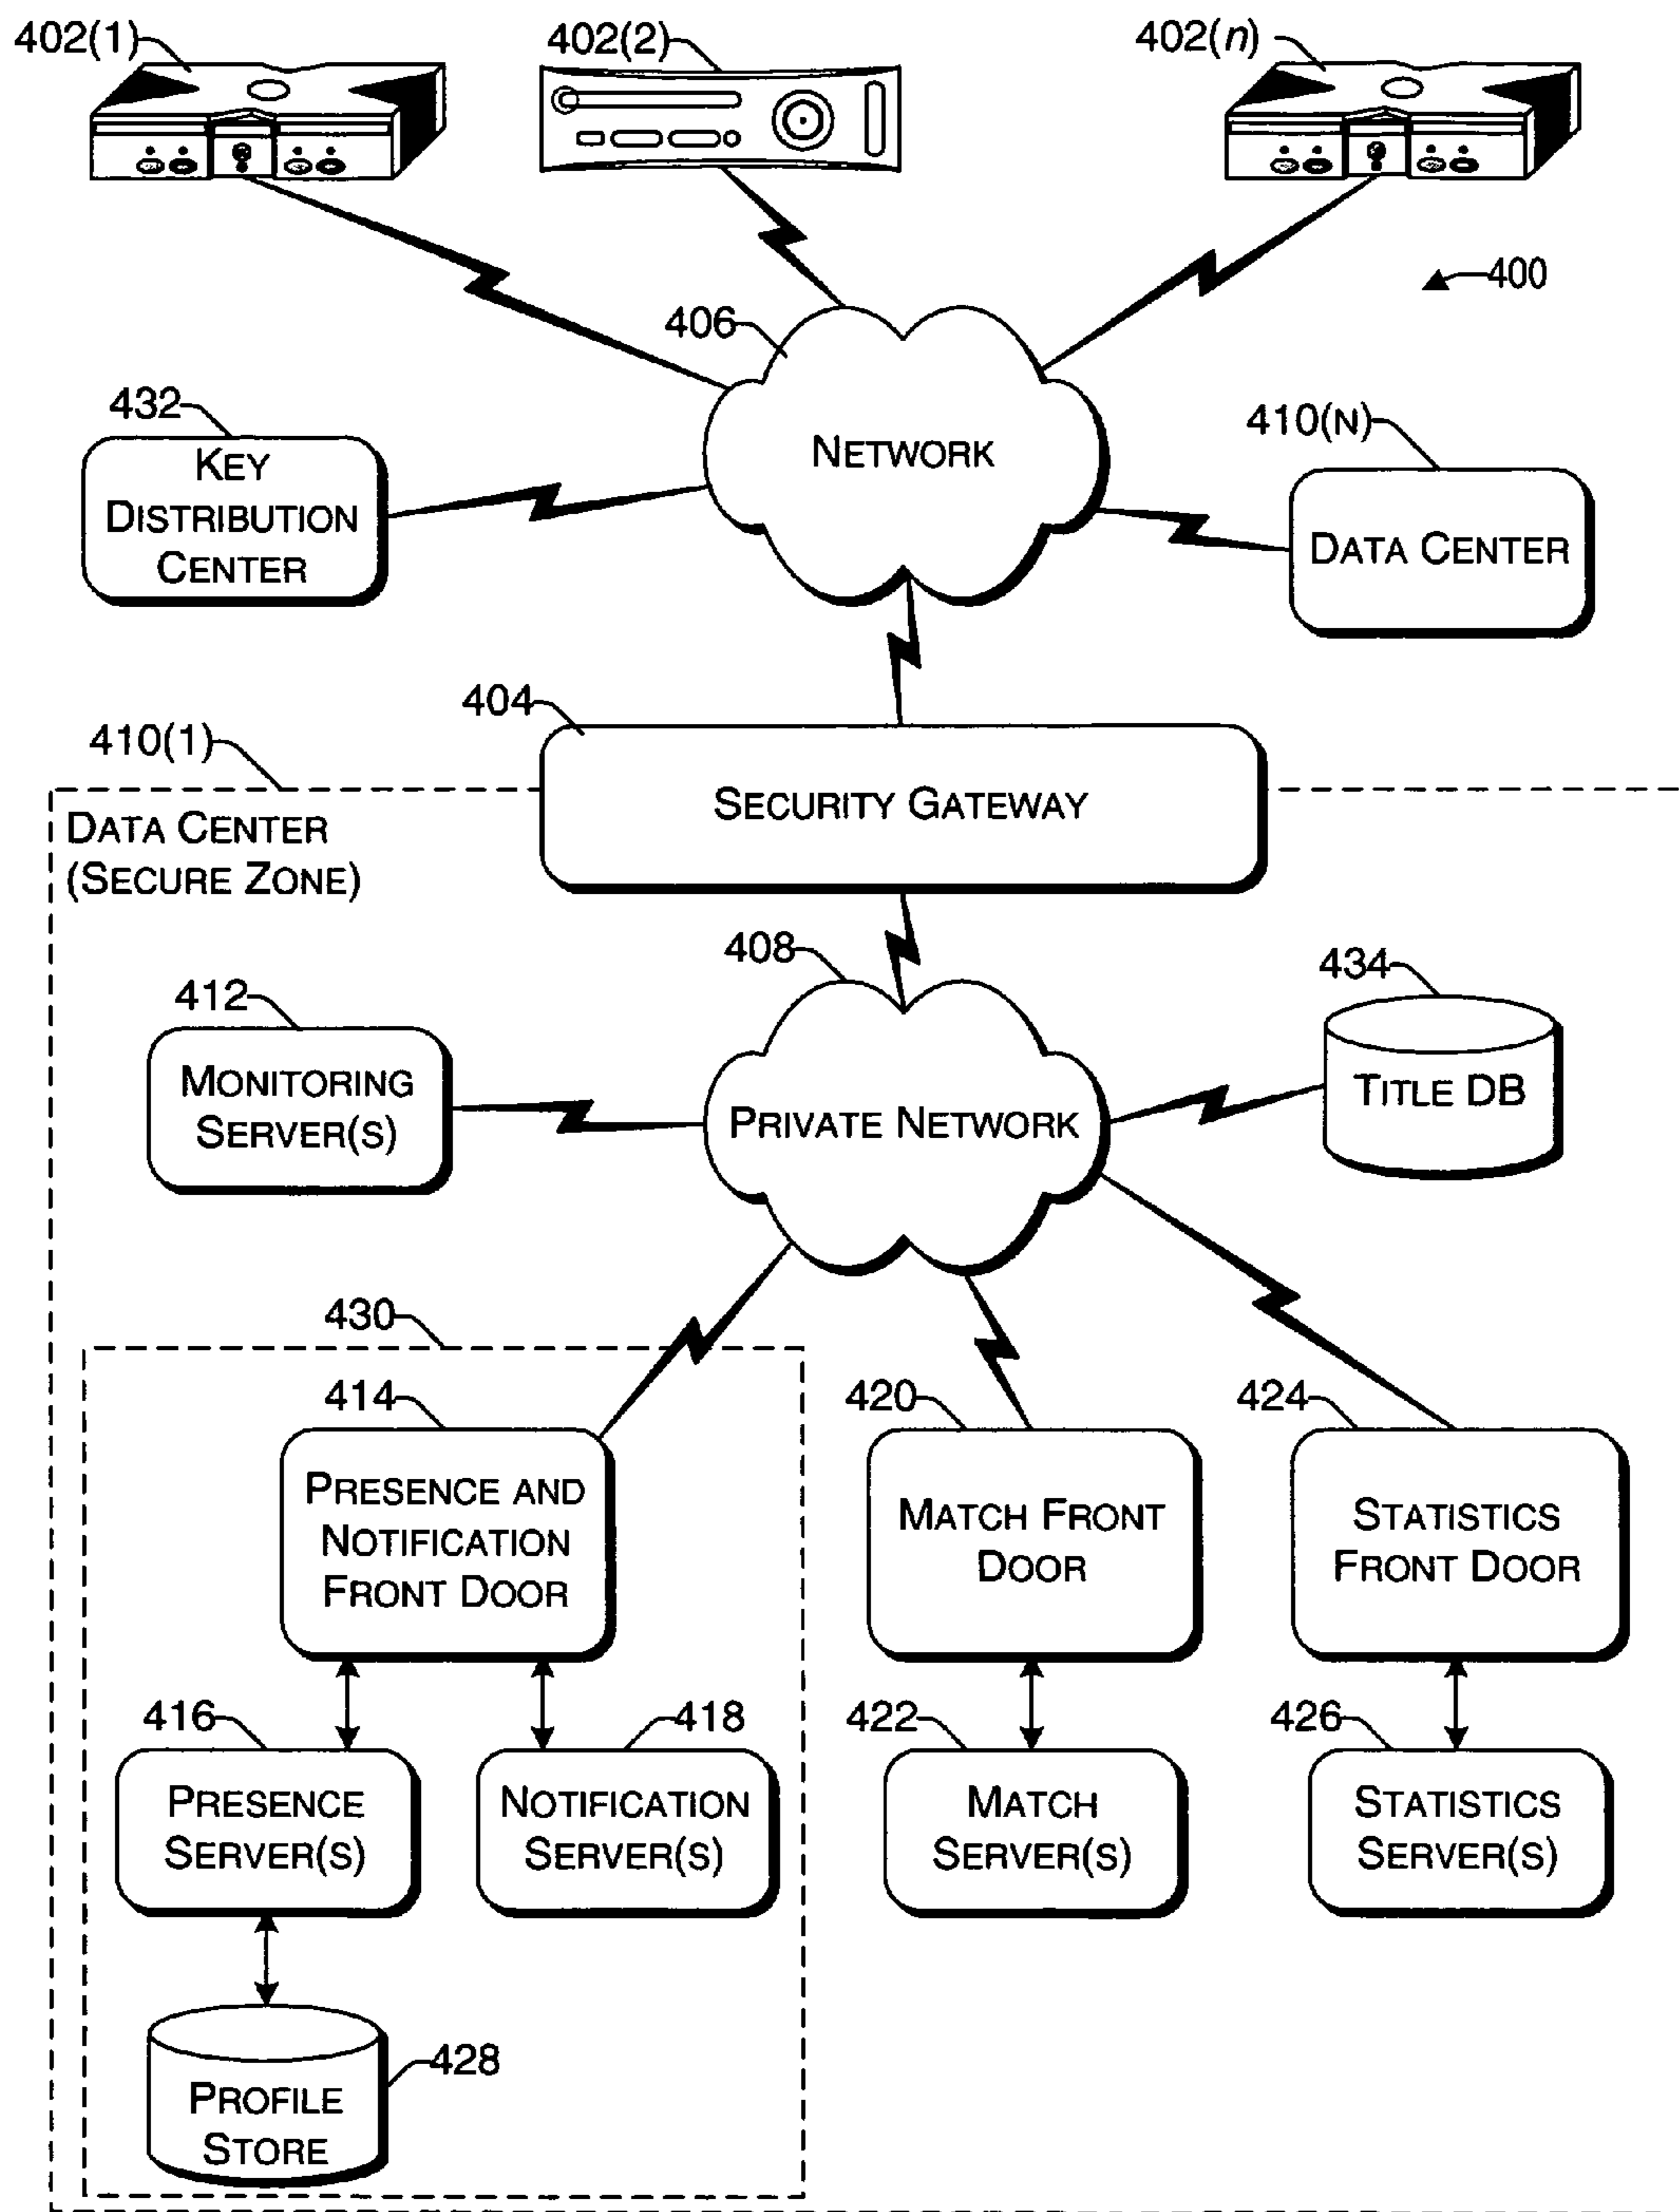 402(1)
402(2)
402(n)
400
406
NETWORK
432
KEY
DISTRIBUTION
CENTER
410(N)
DATA CENTER
404
SECURITY GATEWAY
410(1)
DATA CENTER
(SECURE ZONE)
408
PRIVATE NETWORK
412
MONITORING
SERVER(S)
434
TITLE DB
430
414
PRESENCE AND
NOTIFICATION
FRONT DOOR
420
MATCH FRONT
DOOR
424
STATISTICS
FRONT DOOR
416
PRESENCE
SERVER(S)
418
NOTIFICATION
SERVER(S)
422
MATCH
SERVER(S)
426
STATISTICS
SERVER(S)
428
PROFILE
STORE